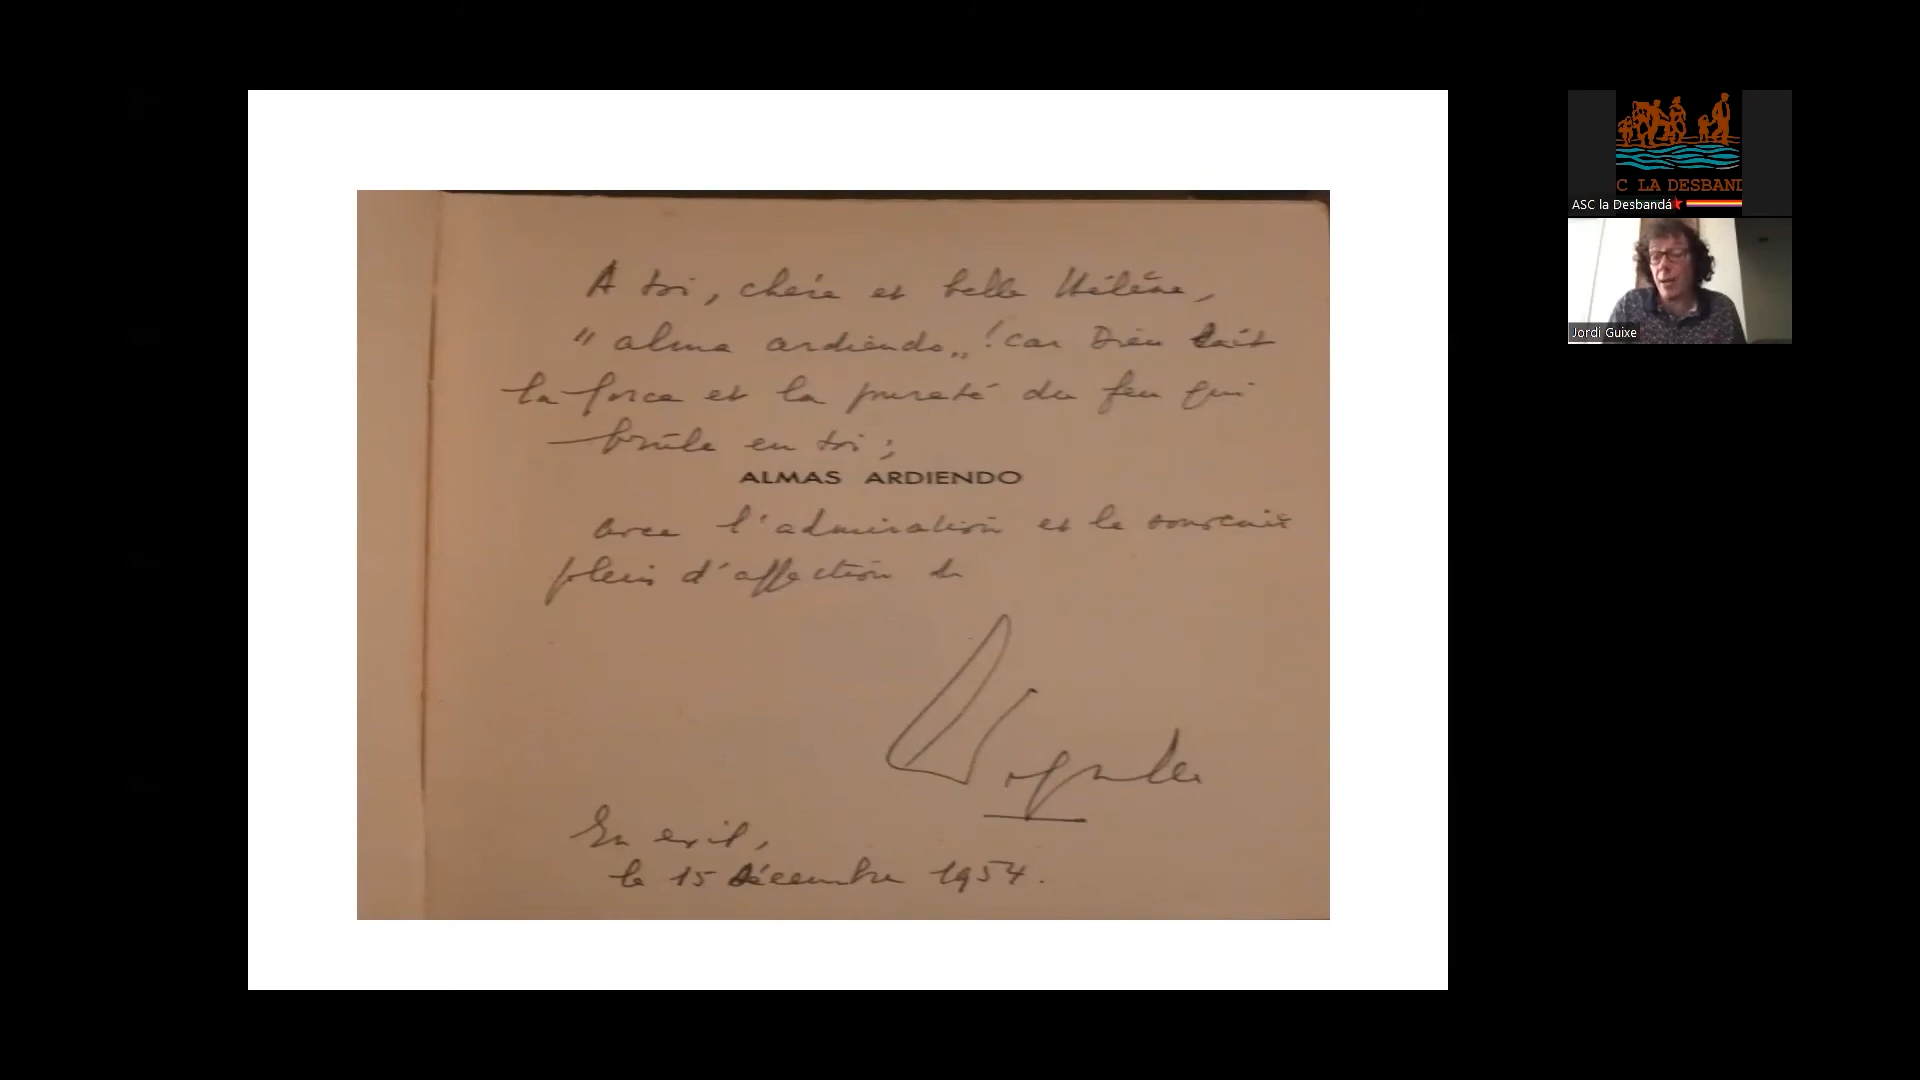 A toi, chère et belle Hélène,
"alma ardiendo"! car Dieu sait
la force et la pureté du feu qui
brûle en toi;
ALMAS ARDIENDO
avec l'admiration et le souvenir
plein d'affection de
En exil,
le 15 décembre 1954.
C LA DESBAND
ASC la Desbandá
Jordi Guixe